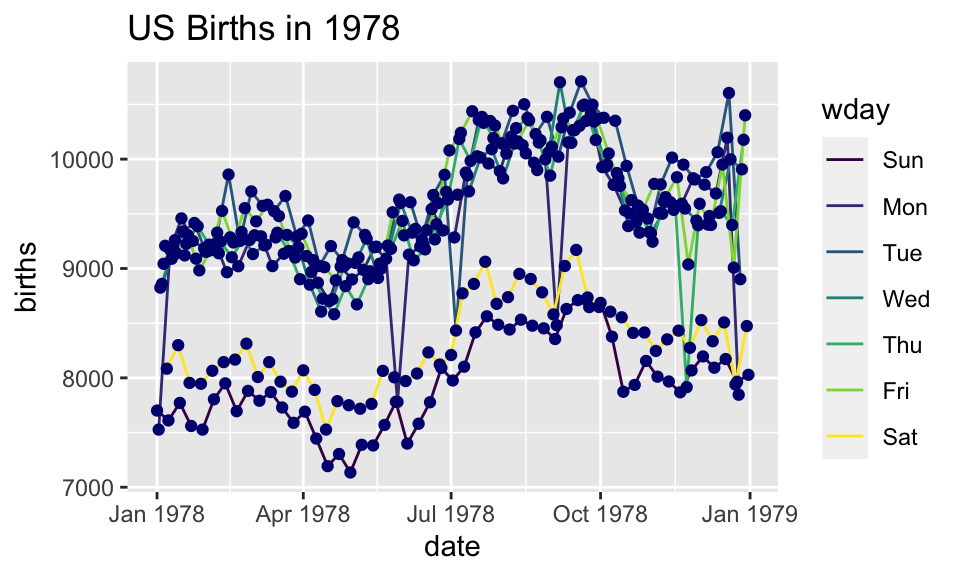 US Births in 1978
births
10000
9000
8000
7000
Jan 1978 Apr 1978 Jul 1978 Oct 1978 Jan 1979
date
wday
Sun
Mon
Tue
Wed
Thu
Fri
Sat